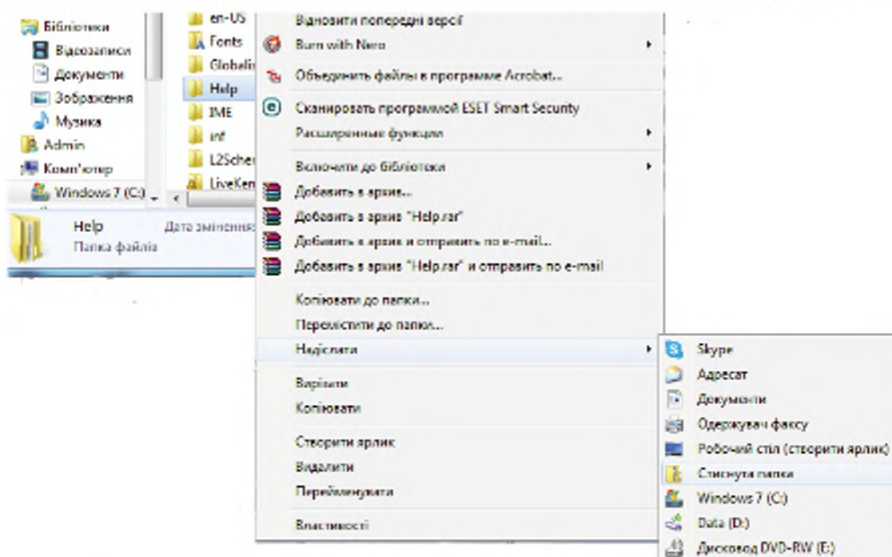 Бібліотеки
Відеозаписи
Документи
Зображення
Музика
Admin
Комп'ютер
Windows 7 (C:)
en-US
Fonts
Globaliz
Help
IME
inf
L2Schem
LiveKern
Help
Дата змінення:
Папка файлів
Відновити попередні версії
Burn with Nero
Объединить файлы в программе Acrobat...
Сканировать программой ESET Smart Security
Расширенные функции
Включити до бібліотеки
Добавить в архив...
Добавить в архив "Help.rar"
Добавить в архив и отправить по e-mail...
Добавить в архив "Help.rar" и отправить по e-mail
Копіювати до папки...
Перемістити до папки...
Надіслати
Вирізати
Копіювати
Створити ярлик
Видалити
Перейменувати
Властивості
Skype
Адресат
Документи
Одержувач факсу
Робочий стіл (створити ярлик)
Стиснута папка
Windows 7 (C:)
Data (D:)
Дисковод DVD-RW (E:)